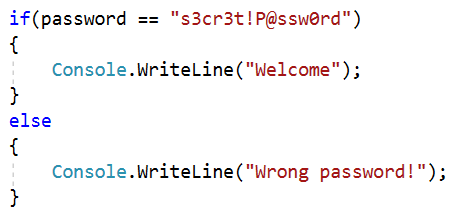 if(password == "s3cr3t!P@ssw0rd")
{
    Console.WriteLine("Welcome");
}
else
{
    Console.WriteLine("Wrong password!");
}